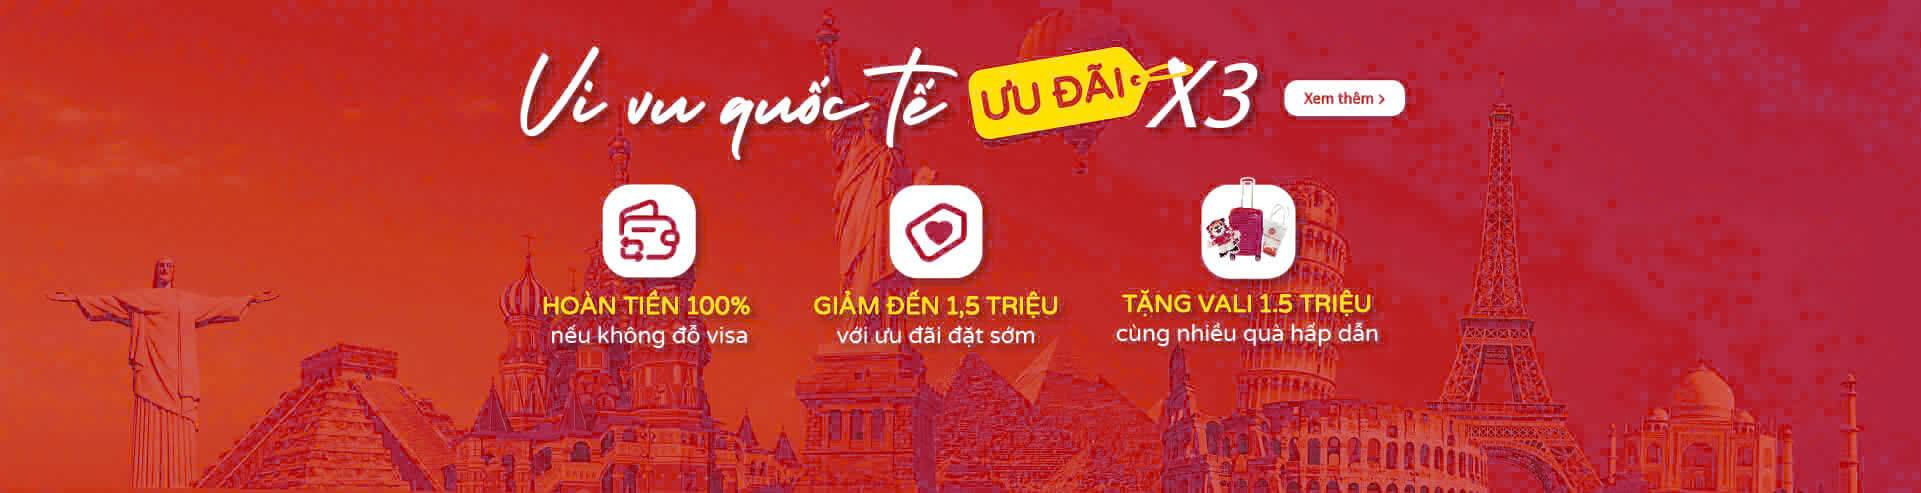 Vi vu quốc tế ƯU ĐÃI X3
Xem thêm >
HOÀN TIỀN 100%
nếu không đỗ visa
GIẢM ĐẾN 1,5 TRIỆU
với ưu đãi đặt sớm
TẶNG VALI 1.5 TRIỆU
cùng nhiều quà hấp dẫn